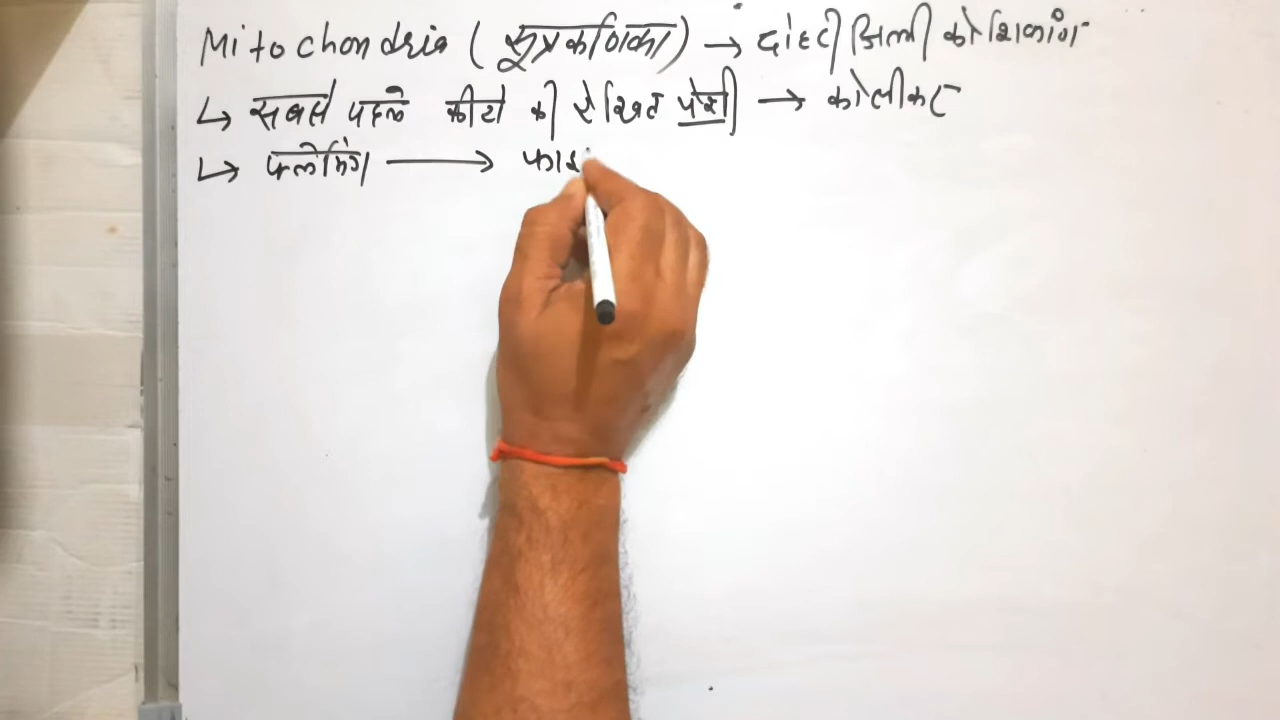 Mitochondria (सूत्रकणिका) → दोहरी झिल्ली कोशिकांग
↳ सबसे पहले कीटो की रेखित पेशी → कोलीकर
↳ फ्लेमिंग → फाइ